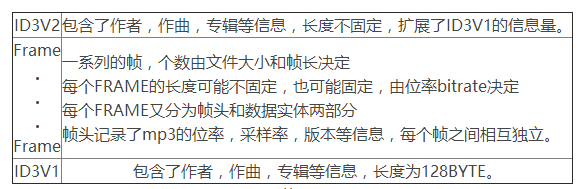 ID3V2 包含了作者，作曲，专辑等信息，长度不固定，扩展了ID3V1的信息量。
Frame
.
.
.
Frame
一系列的帧，个数由文件大小和帧长决定
每个FRAME的长度可能不固定，也可能固定，由位率bitrate决定
每个FRAME又分为帧头和数据实体两部分
帧头记录了mp3的位率，采样率，版本等信息，每个帧之间相互独立。
ID3V1 包含了作者，作曲，专辑等信息，长度为128BYTE。